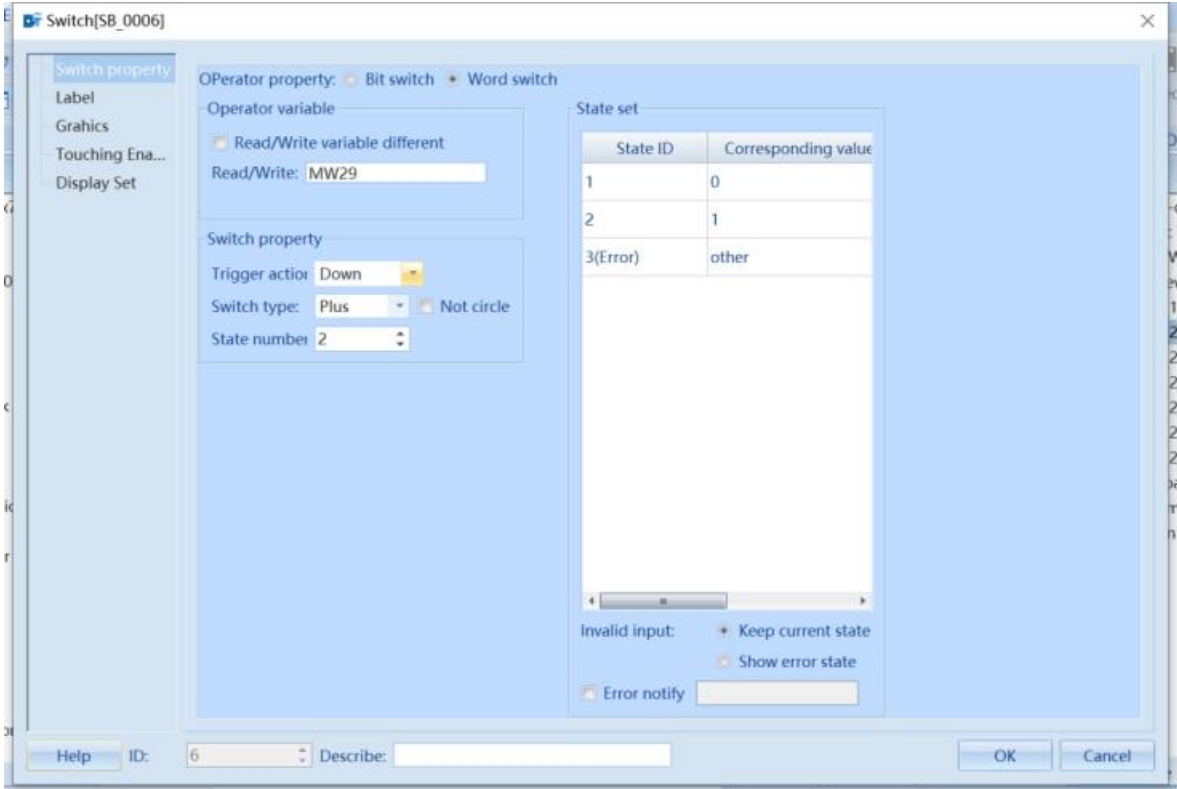 Switch[SB_0006]
Switch property
Label
Grahics
Touching Ena...
Display Set
OPerator property: Bit switch Word switch
Operator variable
Read/Write variable different
Read/Write: MW29
Switch property
Trigger action Down
Switch type: Plus Not circle
State number 2
State set
State ID Corresponding value
1 0
2 1
3(Error) other
Invalid input: Keep current state
Show error state
Error notify
Help ID: 6 Describe: OK Cancel